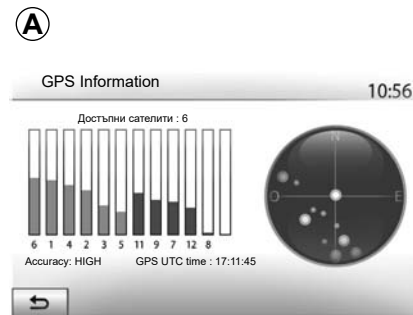 A
GPS Information 10:56
Достъпни сателити : 6
N
O E
6 1 4 2 3 5 11 9 7 12 8
Accuracy: HIGH GPS UTC time : 17:11:45